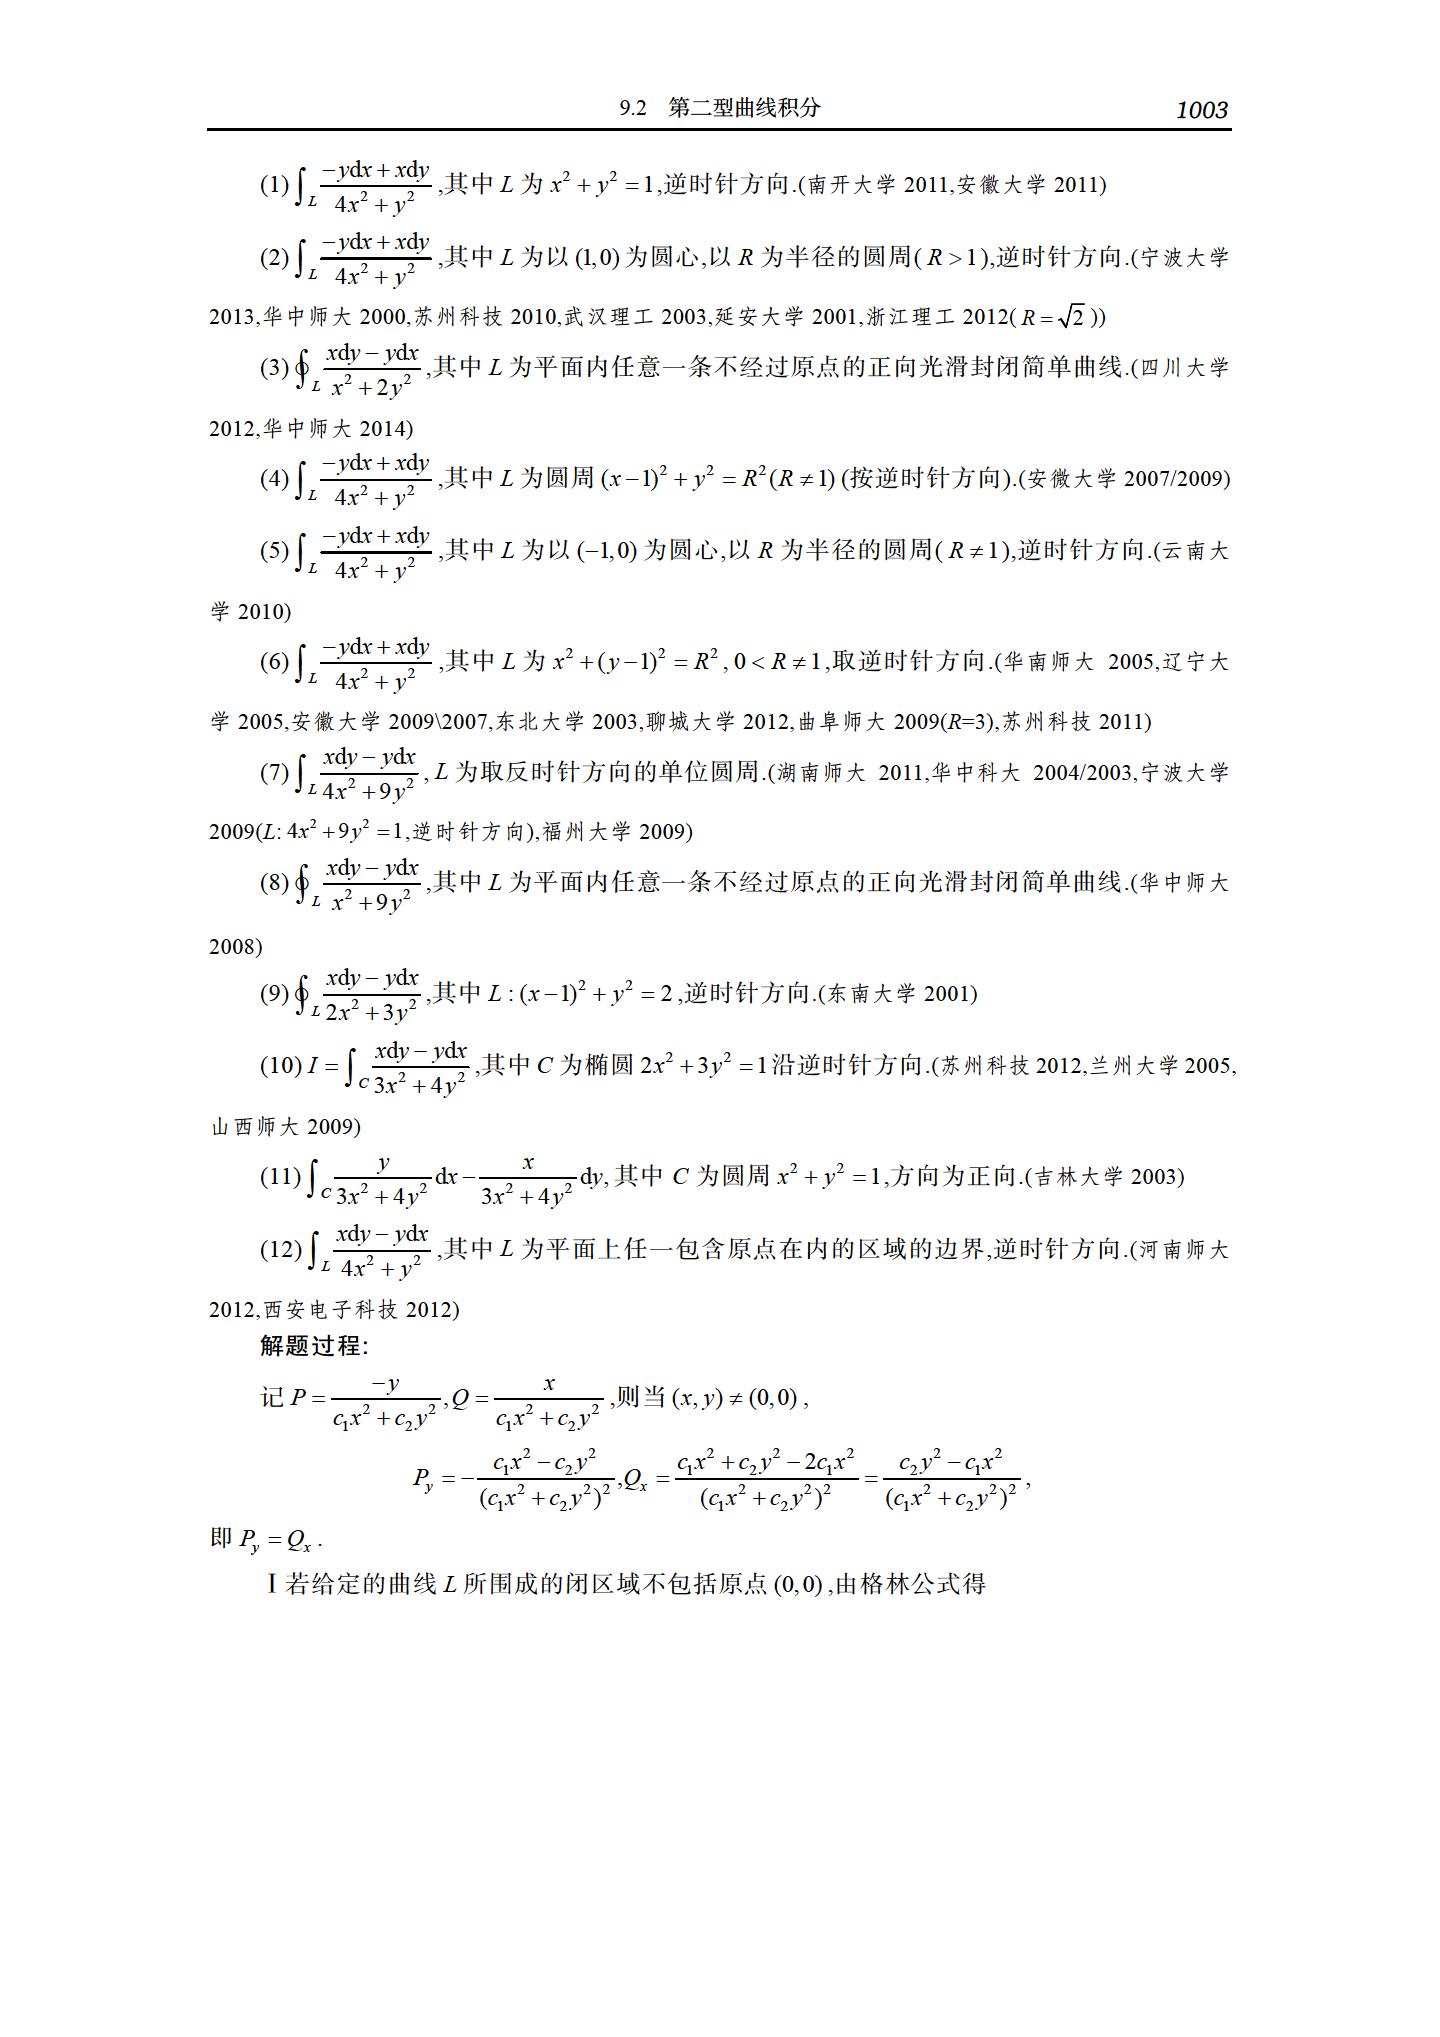 9.2 第二型曲线积分 1003
(1) $\int_L \frac{-ydx+xdy}{4x^2+y^2}$,其中 L 为 $x^2+y^2=1$,逆时针方向.(南开大学 2011,安徽大学 2011)
(2) $\int_L \frac{-ydx+xdy}{4x^2+y^2}$,其中 L 为以 (1,0) 为圆心,以 R 为半径的圆周( R >1),逆时针方向.(宁波大学
2013,华中师大 2000,苏州科技 2010,武汉理工 2003,延安大学 2001,浙江理工 2012( $R=\sqrt{2}$ ))
(3) $\oint_L \frac{xdy-ydx}{x^2+2y^2}$,其中 L 为平面内任意一条不经过原点的正向光滑封闭简单曲线.(四川大学
2012,华中师大 2014)
(4) $\int_L \frac{-ydx+xdy}{4x^2+y^2}$,其中 L 为圆周 $(x-1)^2+y^2=R^2(R\neq 1)$ (按逆时针方向).(安徽大学 2007/2009)
(5) $\int_L \frac{-ydx+xdy}{4x^2+y^2}$,其中 L 为以 (−1,0) 为圆心,以 R 为半径的圆周( $R\neq 1$ ),逆时针方向.(云南大
学 2010)
(6) $\int_L \frac{-ydx+xdy}{4x^2+y^2}$,其中 L 为 $x^2+(y-1)^2=R^2, 0<R\neq 1$,取逆时针方向.(华南师大 2005,辽宁大
学 2005,安徽大学 2009\2007,东北大学 2003,聊城大学 2012,曲阜师大 2009(R=3),苏州科技 2011)
(7) $\int_L \frac{xdy-ydx}{4x^2+9y^2}$, L 为取反时针方向的单位圆周.(湖南师大 2011,华中科大 2004/2003,宁波大学
2009(L: $4x^2+9y^2=1$,逆时针方向),福州大学 2009)
(8) $\oint_L \frac{xdy-ydx}{x^2+9y^2}$,其中 L 为平面内任意一条不经过原点的正向光滑封闭简单曲线.(华中师大
2008)
(9) $\oint_L \frac{xdy-ydx}{2x^2+3y^2}$,其中 $L:(x-1)^2+y^2=2$,逆时针方向.(东南大学 2001)
(10) $I=\int_C \frac{xdy-ydx}{3x^2+4y^2}$,其中 C 为椭圆 $2x^2+3y^2=1$沿逆时针方向.(苏州科技 2012,兰州大学 2005,
山西师大 2009)
(11) $\int_C \frac{y}{3x^2+4y^2}dx-\frac{x}{3x^2+4y^2}dy$,其中 C 为圆周 $x^2+y^2=1$,方向为正向.(吉林大学 2003)
(12) $\int_L \frac{xdy-ydx}{4x^2+y^2}$,其中 L 为平面上任一包含原点在内的区域的边界,逆时针方向.(河南师大
2012,西安电子科技 2012)
解题过程:
记 $P=\frac{-y}{c_1x^2+c_2y^2},Q=\frac{x}{c_1x^2+c_2y^2}$,则当 $(x,y)\neq(0,0)$,
$P_y=-\frac{c_1x^2-c_2y^2}{(c_1x^2+c_2y^2)^2},Q_x=\frac{c_1x^2+c_2y^2-2c_1x^2}{(c_1x^2+c_2y^2)^2}=\frac{c_2y^2-c_1x^2}{(c_1x^2+c_2y^2)^2}$,
即 $P_y=Q_x$.
Ⅰ若给定的曲线 L 所围成的闭区域不包括原点 (0,0),由格林公式得